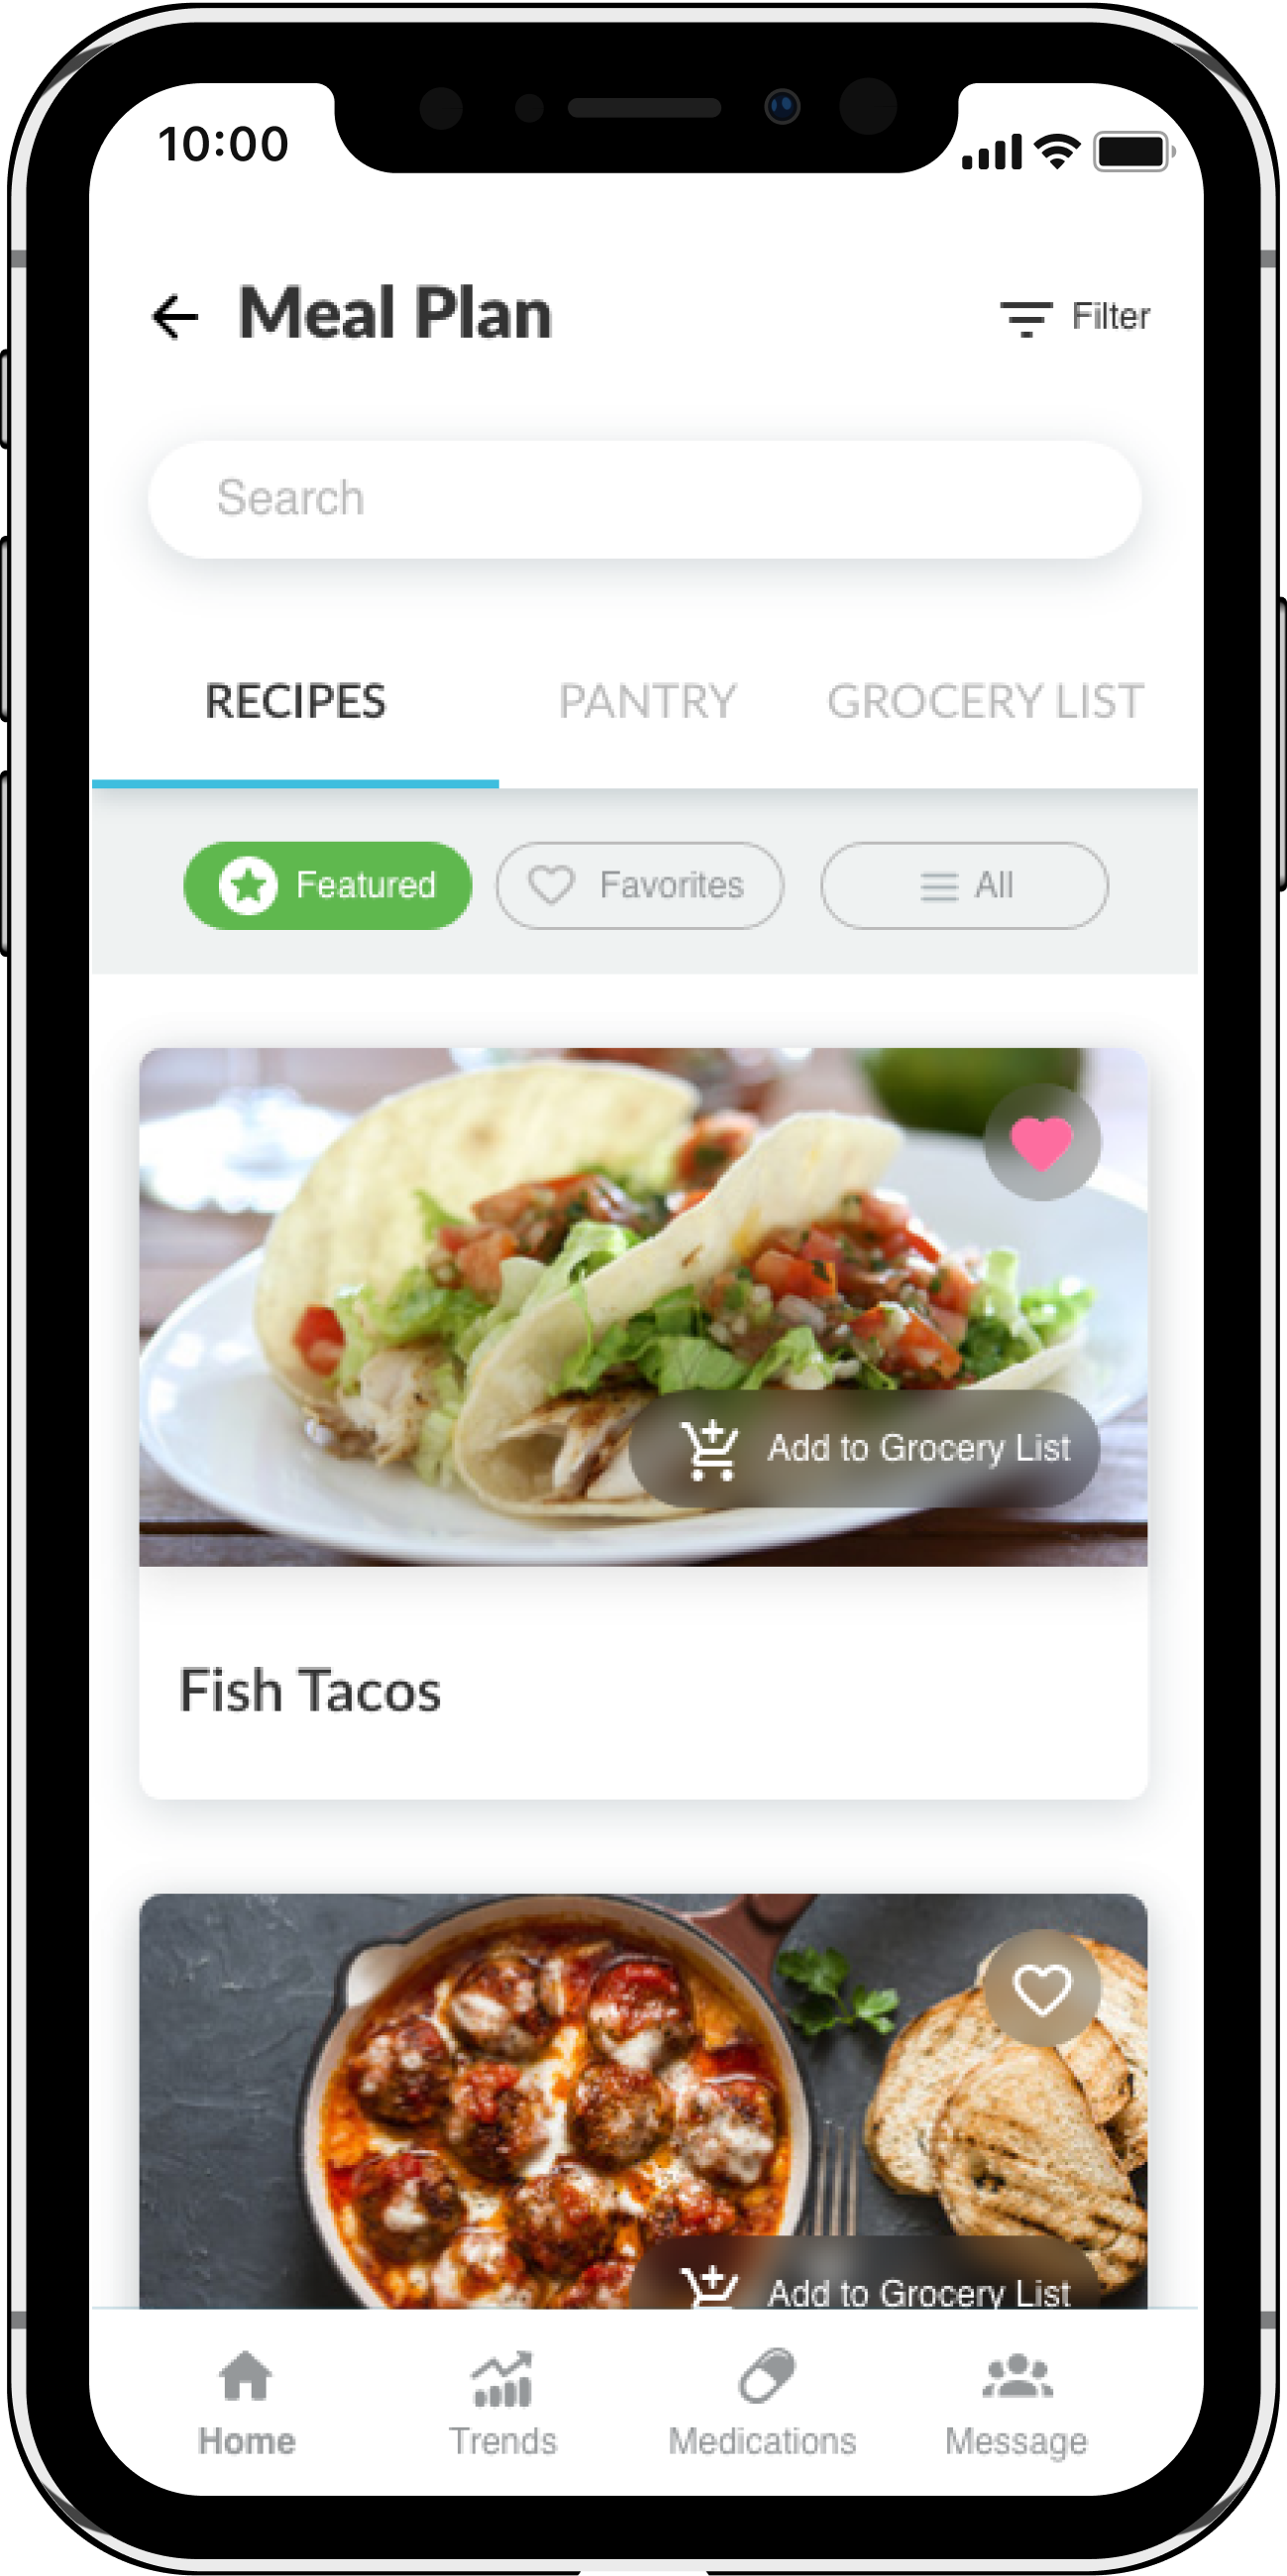 10:00
Meal Plan
Filter
Search
RECIPES
PANTRY
GROCERY LIST
Featured
Favorites
All
Add to Grocery List
Fish Tacos
Add to Grocery List
Home
Trends
Medications
Message